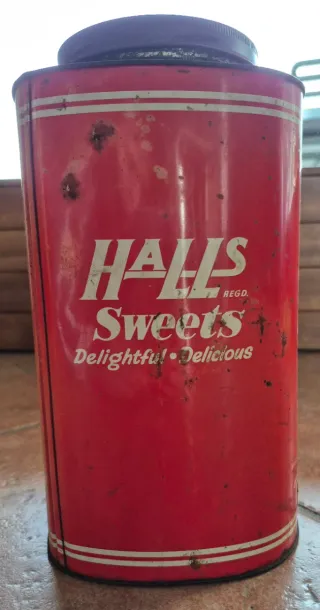 HALLS
REGD.
Sweets
Delightful • Delicious